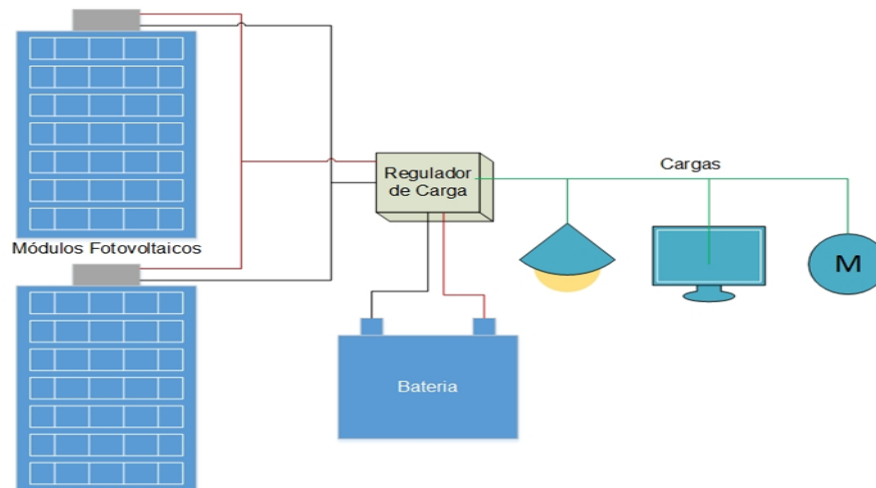 Módulos Fotovoltaicos
Regulador
de Carga
Cargas
M
Bateria